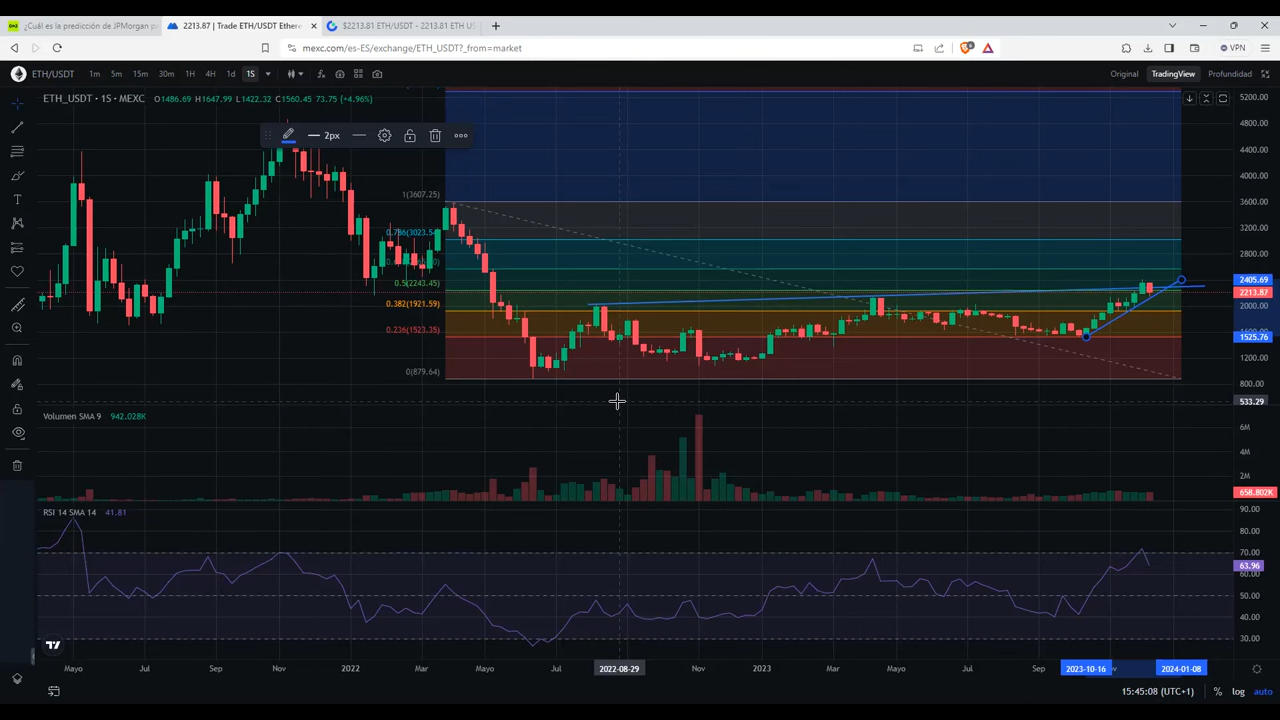 ¿Cuál es la predicción de JPMorgan pa
2213.87 | Trade ETH/USDT Ethere
$2213.81 ETH/USDT - 2213.81 ETH US
mexc.com/es-ES/exchange/ETH_USDT?_from=market
6
VPN
ETH/USDT
1m 5m 15m 30m 1H 4H 1d 1S
Original TradingView Profundidad
ETH_USDT · 1S · MEXC O1486.69 H1647.99 L1422.32 C1560.45 73.75 (+4.96%)
2px
5200.00
4800.00
4400.00
4000.00
3600.00
3200.00
2800.00
2405.69
2213.87
2000.00
1525.76
1200.00
800.00
533.29
1(3607.25)
0.786(3023.54)
0.5(2243.45)
0.382(1921.59)
0.236(1523.35)
0(879.64)
Volumen SMA 9 942.028K
6M
4M
2M
658.802K
RSI 14 SMA 14 41.81
90.00
80.00
70.00
63.96
60.00
50.00
40.00
30.00
Mayo Jul Sep Nov 2022 Mar Mayo Jul 2022-08-29 Nov 2023 Mar Mayo Jul Sep 2023-10-16 2024-01-08
15:45:08 (UTC+1) % log auto